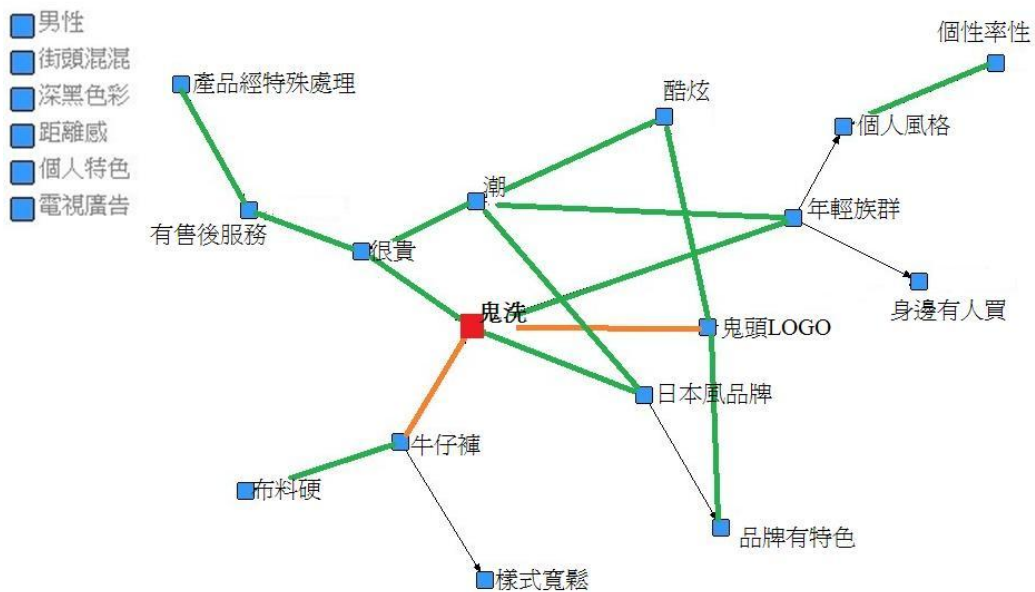 男性
街頭混混
深黑色彩
距離感
個人特色
電視廣告
個性率性
產品經特殊處理
酷炫
個人風格
潮
年輕族群
有售後服務
很貴
身邊有人買
鬼洗
鬼頭LOGO
日本風品牌
牛仔褲
布料硬
品牌有特色
樣式寬鬆